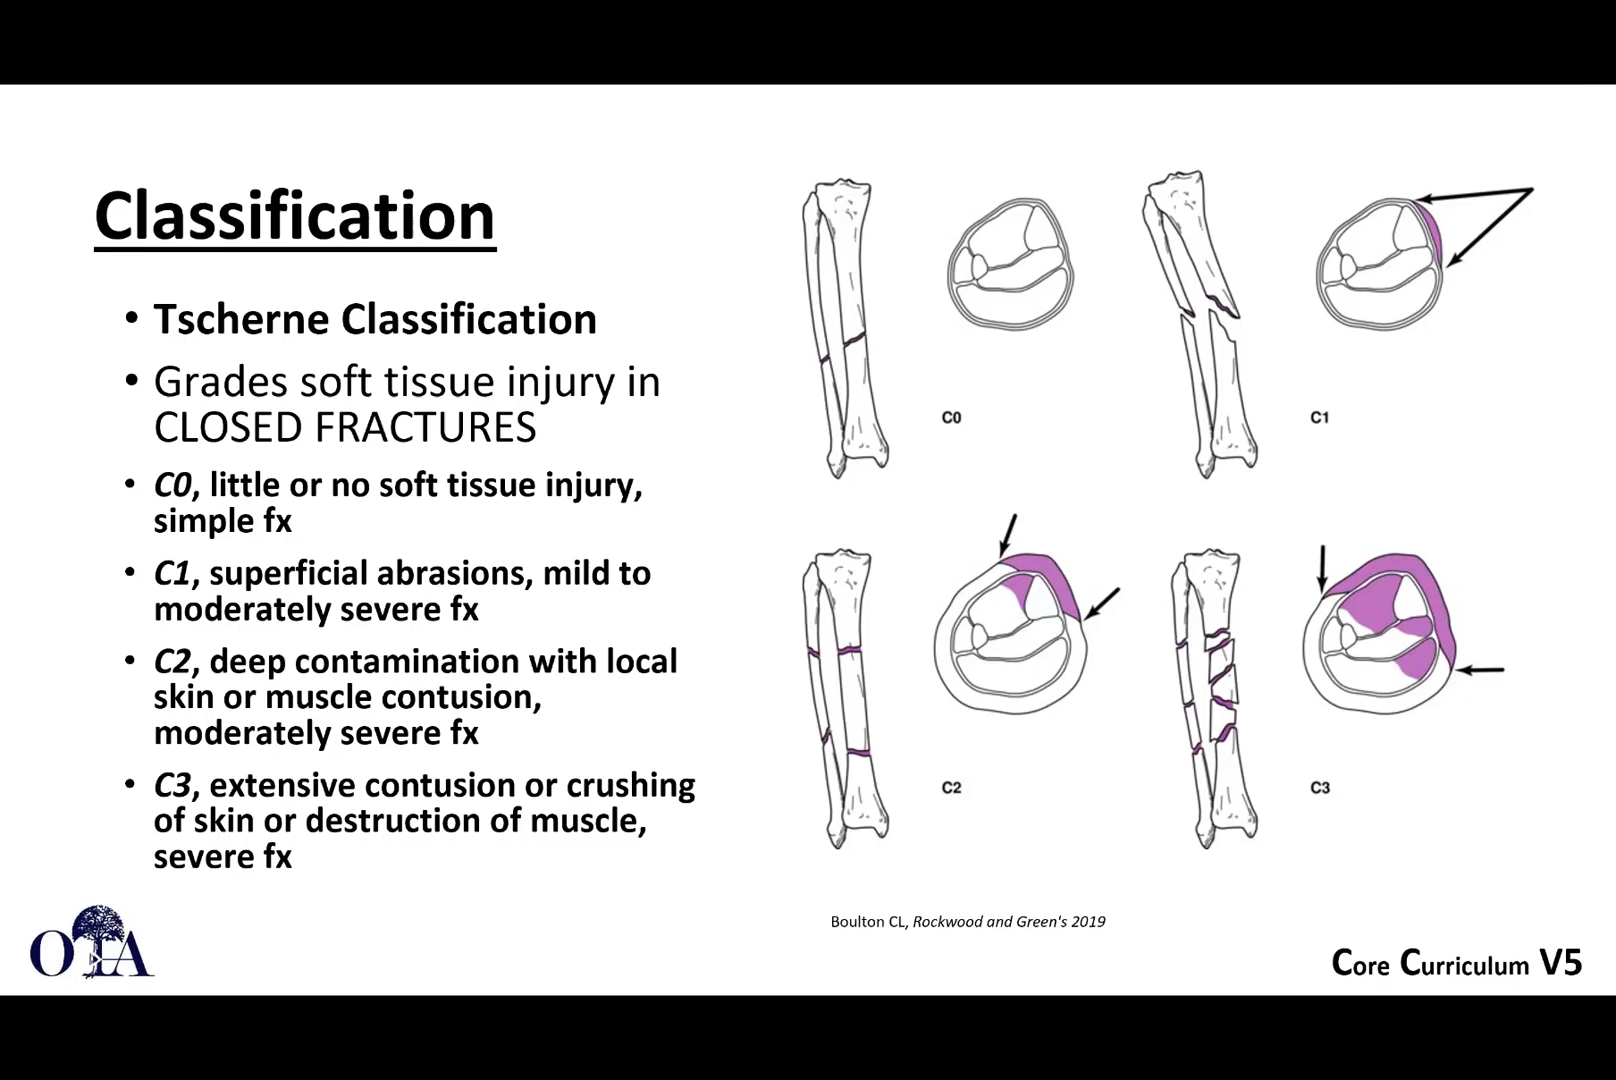 Classification
• Tscherne Classification
• Grades soft tissue injury in
CLOSED FRACTURES
• C0, little or no soft tissue injury,
simple fx
• C1, superficial abrasions, mild to
moderately severe fx
• C2, deep contamination with local
skin or muscle contusion,
moderately severe fx
• C3, extensive contusion or crushing
of skin or destruction of muscle,
severe fx
C0
C1
C2
C3
Boulton CL, Rockwood and Green's 2019
OTA
Core Curriculum V5